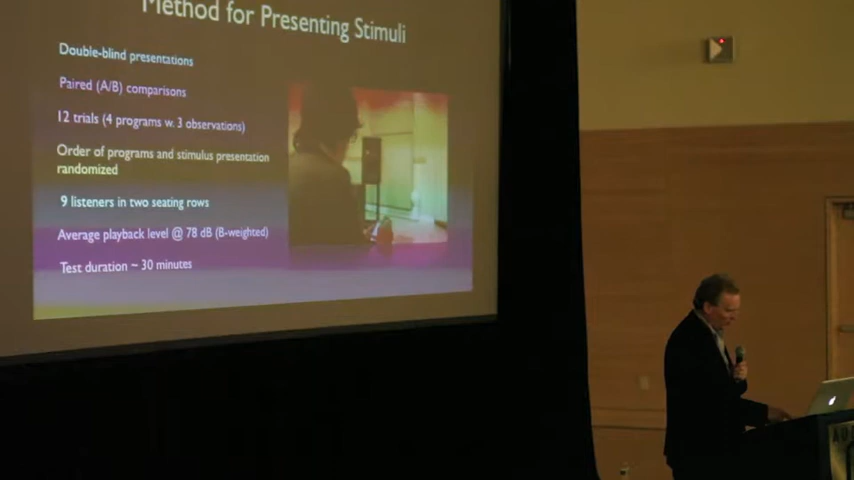 Method for Presenting Stimuli
Double-blind presentations
Paired (A/B) comparisons
12 trials (4 programs w. 3 observations)
Order of programs and stimulus presentation
randomized
9 listeners in two seating rows
Average playback level @ 78 dB (B-weighted)
Test duration ~ 30 minutes